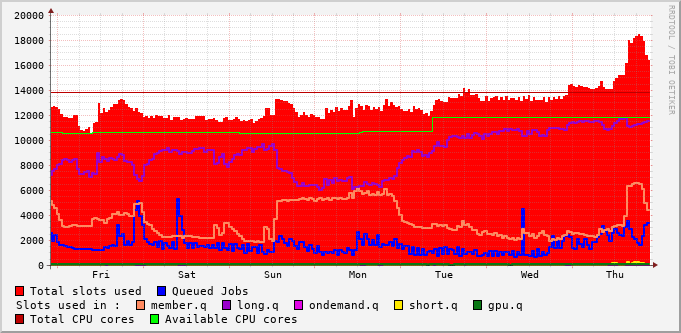 20000
18000
16000
14000
12000
10000
8000
6000
4000
2000
0
Fri Sat Sun Mon Tue Wed Thu
RRDTOOL / TOBI OETIKER
Total slots used Queued Jobs
Slots used in : member.q long.q ondemand.q short.q gpu.q
Total CPU cores Available CPU cores